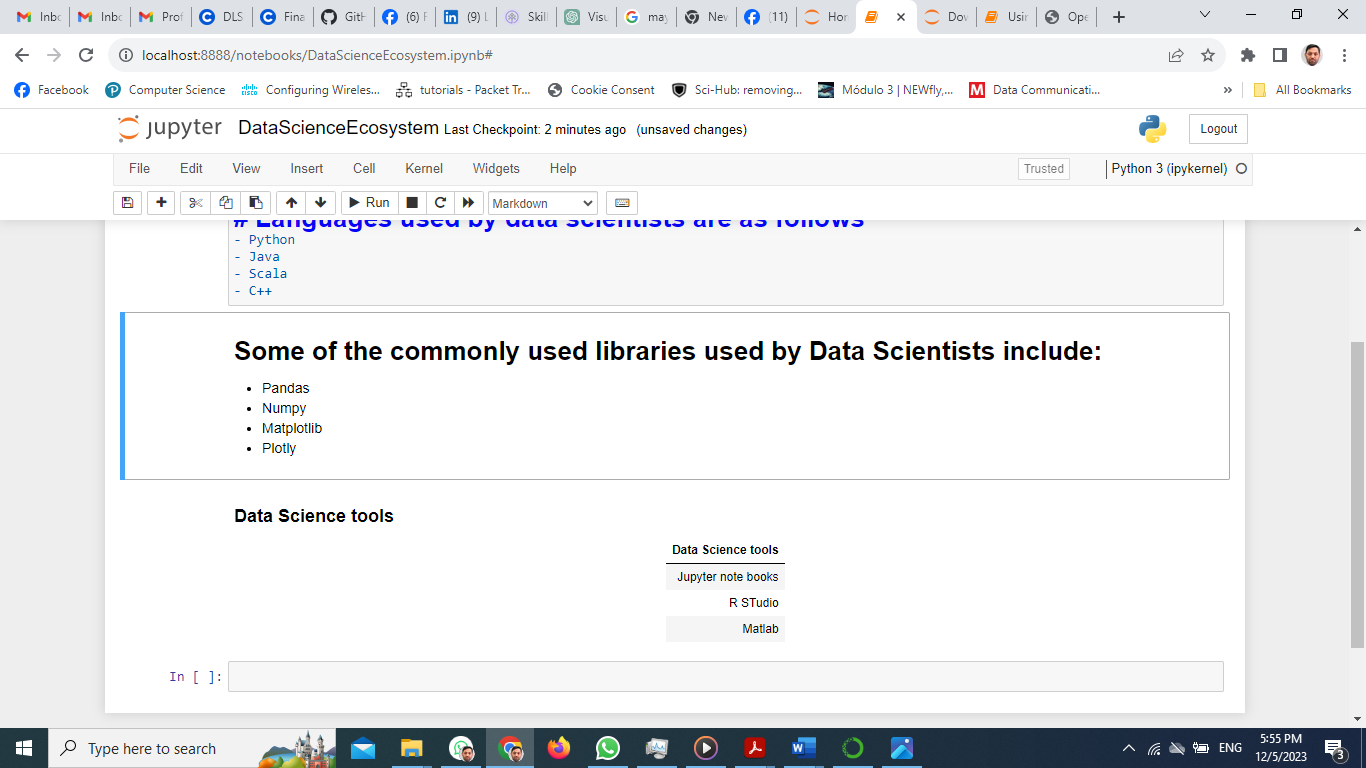 Inbo
Inbo
Prof
DLS
Fina
GitH
(6) F
(9) L
Skill
Visu
may
New
(11)
Hor
Dov
Usin
Ope
localhost:8888/notebooks/DataScienceEcosystem.ipynb#
Facebook
Computer Science
Configuring Wireles...
tutorials - Packet Tr...
Cookie Consent
Sci-Hub: removing...
Módulo 3 | NEWfly,...
Data Communicati...
»
All Bookmarks
jupyter DataScienceEcosystem Last Checkpoint: 2 minutes ago (unsaved changes)
Logout
File Edit View Insert Cell Kernel Widgets Help
Trusted
Python 3 (ipykernel)
Run
Markdown
# Languages used by data scientists are as follows
- Python
- Java
- Scala
- C++
Some of the commonly used libraries used by Data Scientists include:
• Pandas
• Numpy
• Matplotlib
• Plotly
Data Science tools
Data Science tools
Jupyter note books
R STudio
Matlab
In [ ]:
Type here to search
ENG
5:55 PM
12/5/2023
3